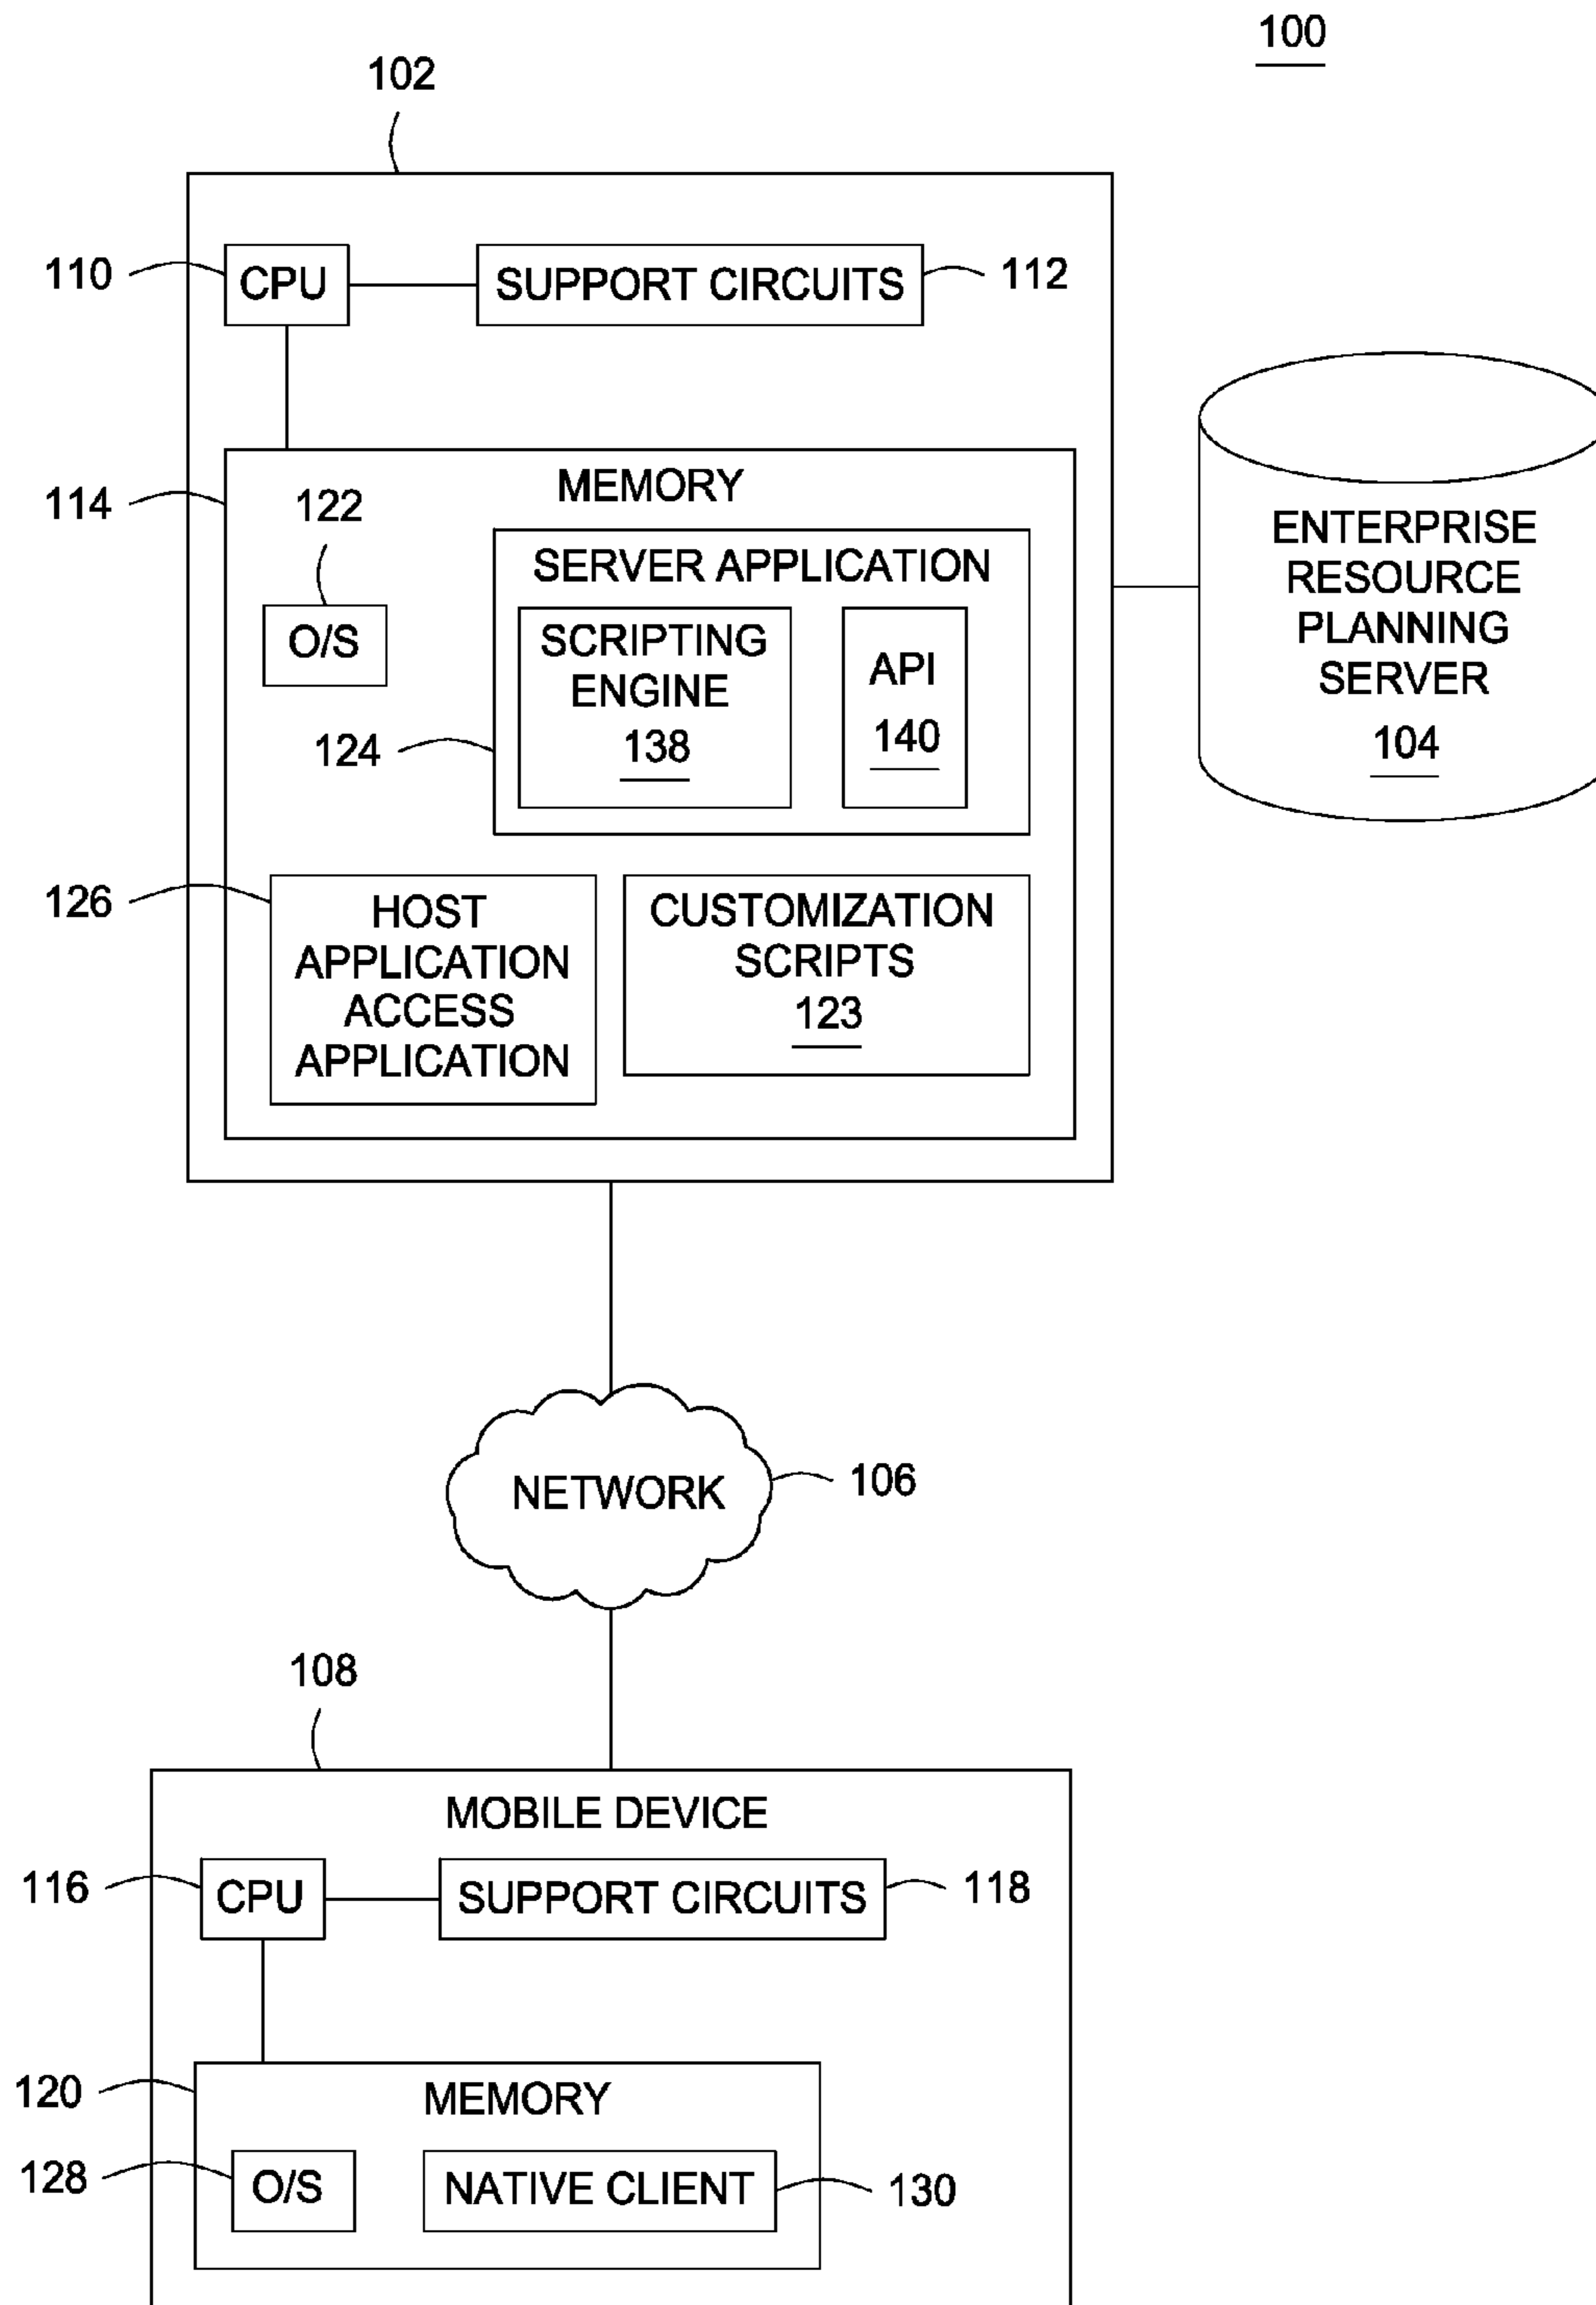 100
102
110
CPU
SUPPORT CIRCUITS
112
114
MEMORY
122
O/S
SERVER APPLICATION
SCRIPTING
ENGINE
138
API
140
124
ENTERPRISE
RESOURCE
PLANNING
SERVER
104
126
HOST
APPLICATION
ACCESS
APPLICATION
CUSTOMIZATION
SCRIPTS
123
NETWORK
106
108
MOBILE DEVICE
116
CPU
SUPPORT CIRCUITS
118
120
MEMORY
128
O/S
NATIVE CLIENT
130